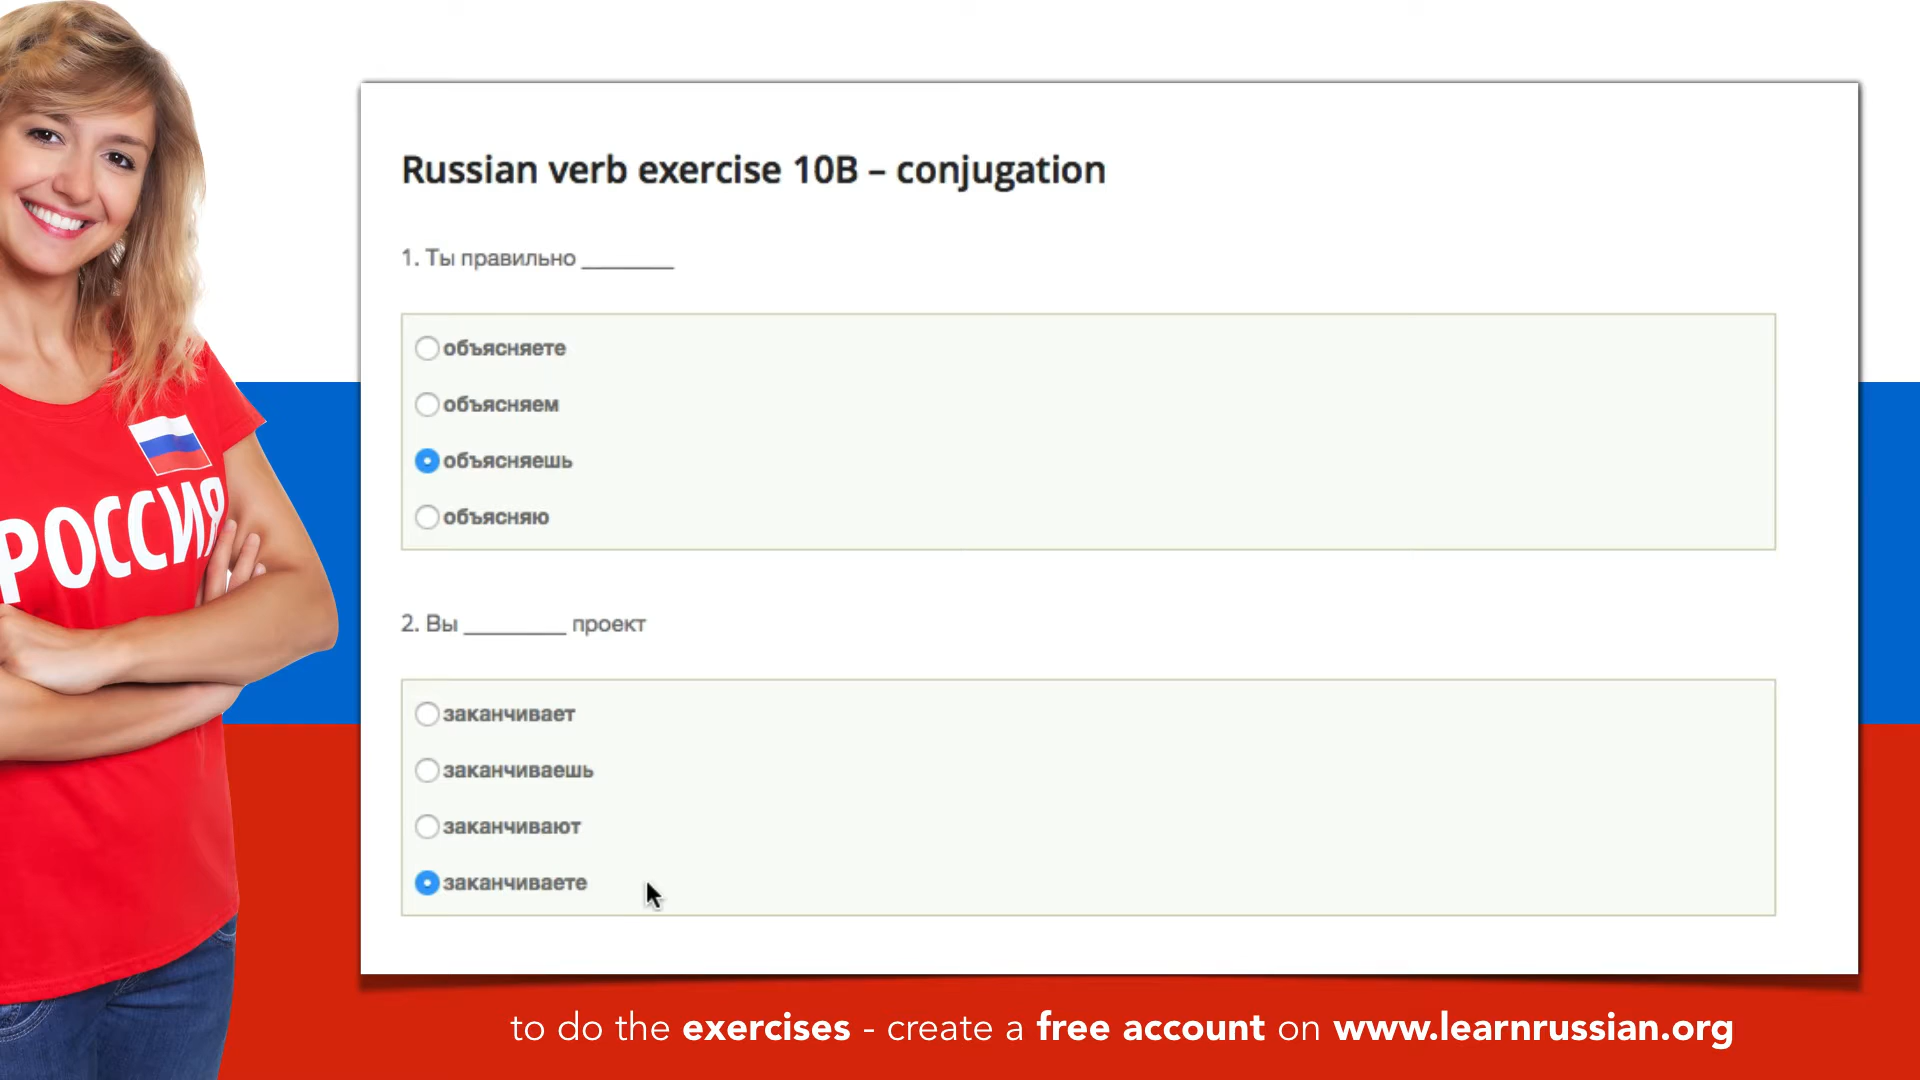 Russian verb exercise 10B – conjugation
1. Ты правильно ________
объясняете
объясняем
объясняешь
объясняю
2. Вы _________ проект
заканчивает
заканчиваешь
заканчивают
заканчиваете
РОССИЯ
to do the exercises - create a free account on www.learnrussian.org